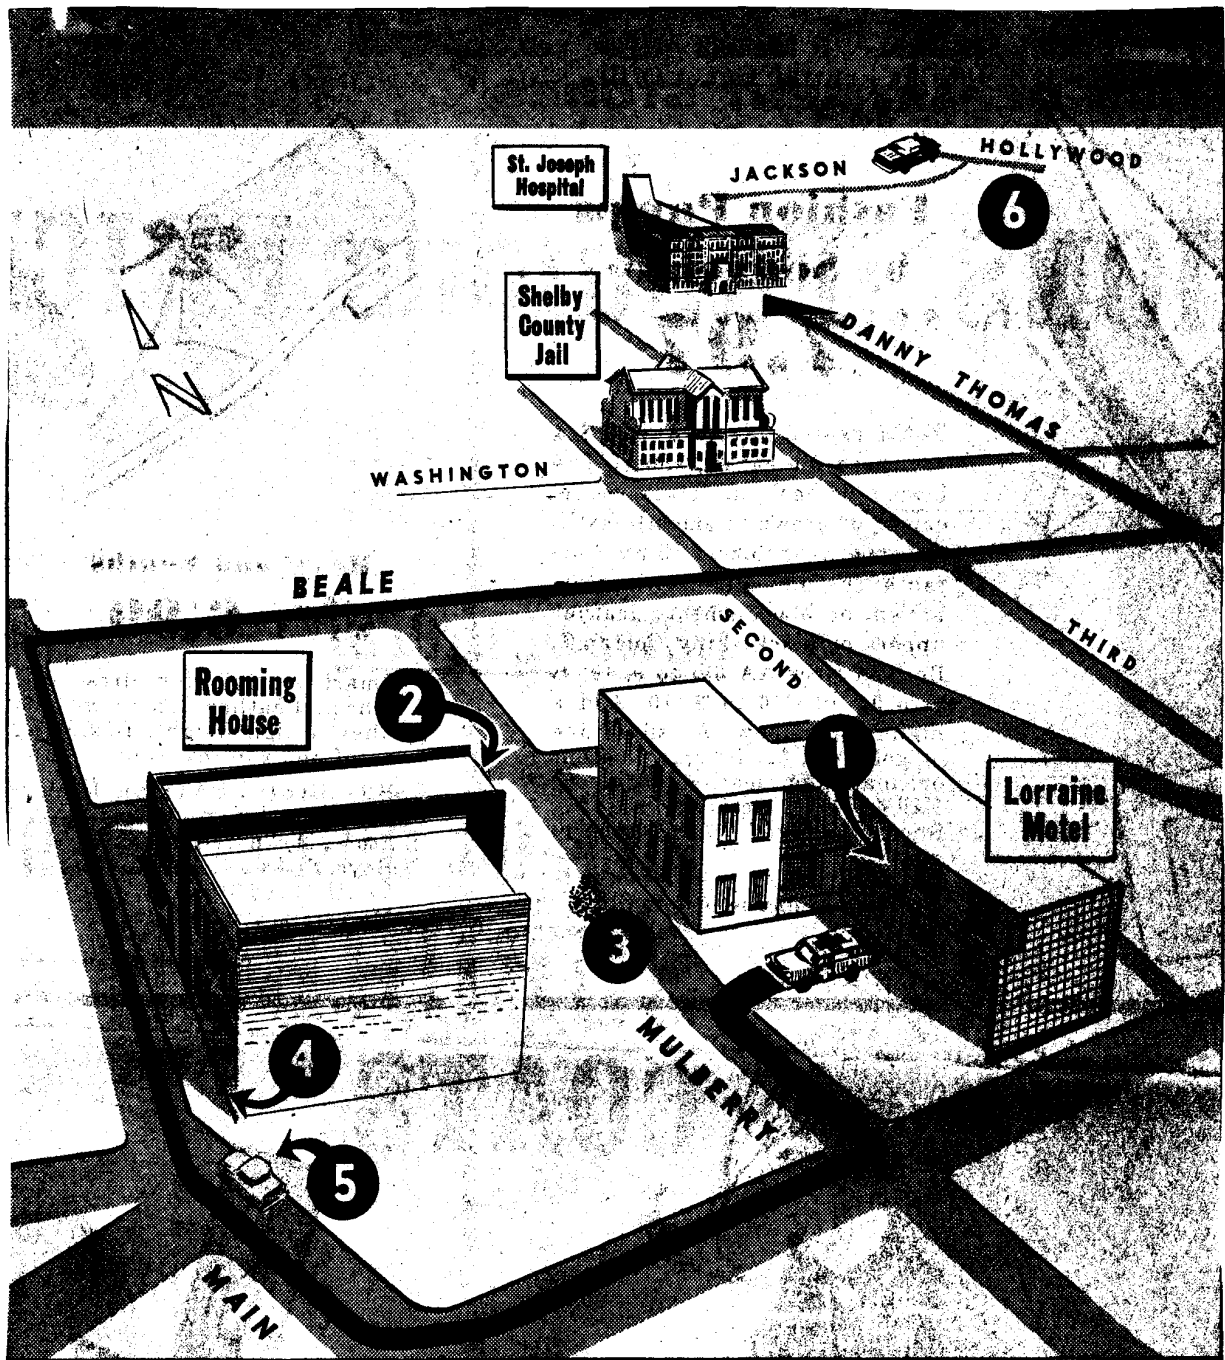 St. Joseph
Hospital
JACKSON
HOLLYWOOD
6
Shelby
County
Jail
DANNY THOMAS
N
WASHINGTON
BEALE
SECOND
THIRD
Rooming
House
2
1
Lorraine
Motel
3
MULBERRY
4
5
MAIN